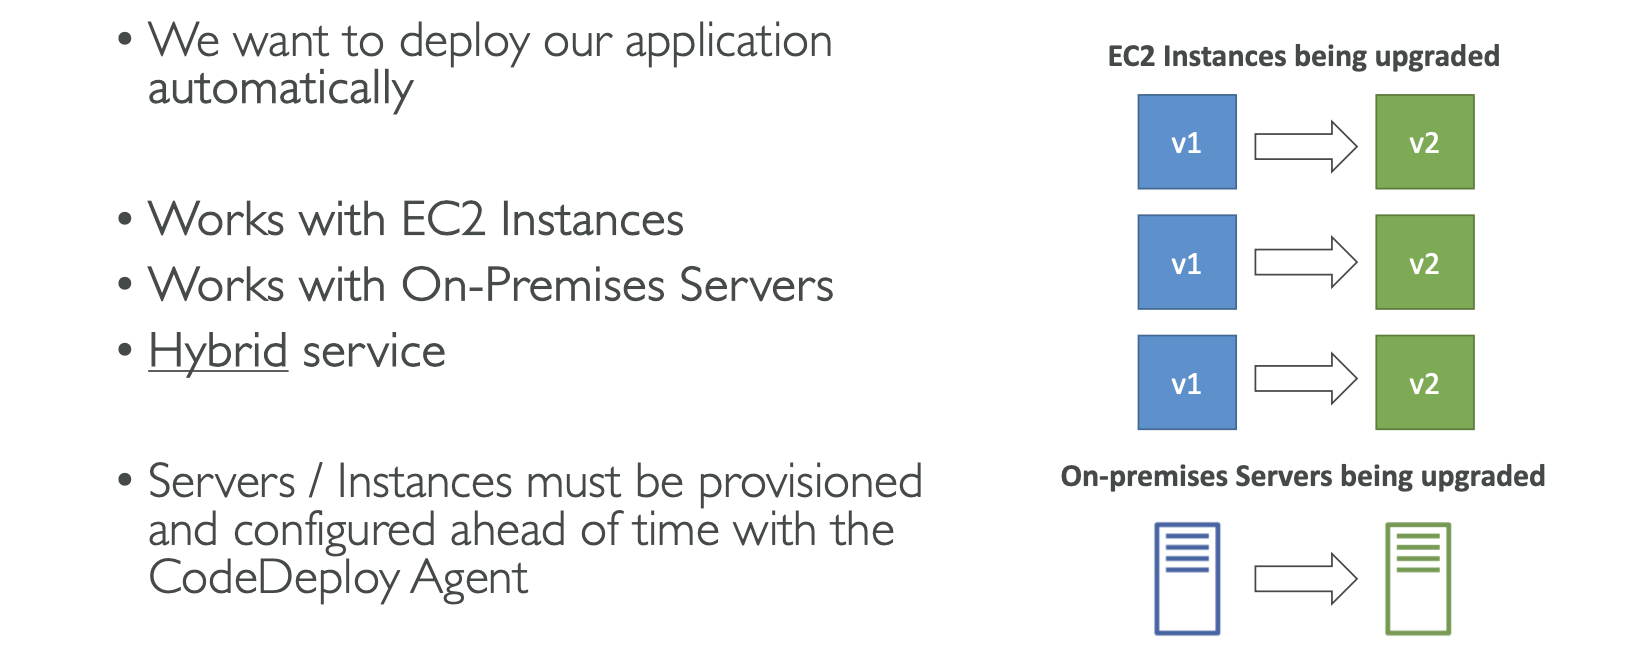 • We want to deploy our application
automatically
• Works with EC2 Instances
• Works with On-Premises Servers
• Hybrid service
• Servers / Instances must be provisioned
and configured ahead of time with the
CodeDeploy Agent
EC2 Instances being upgraded
v1
v2
v1
v2
v1
v2
On-premises Servers being upgraded